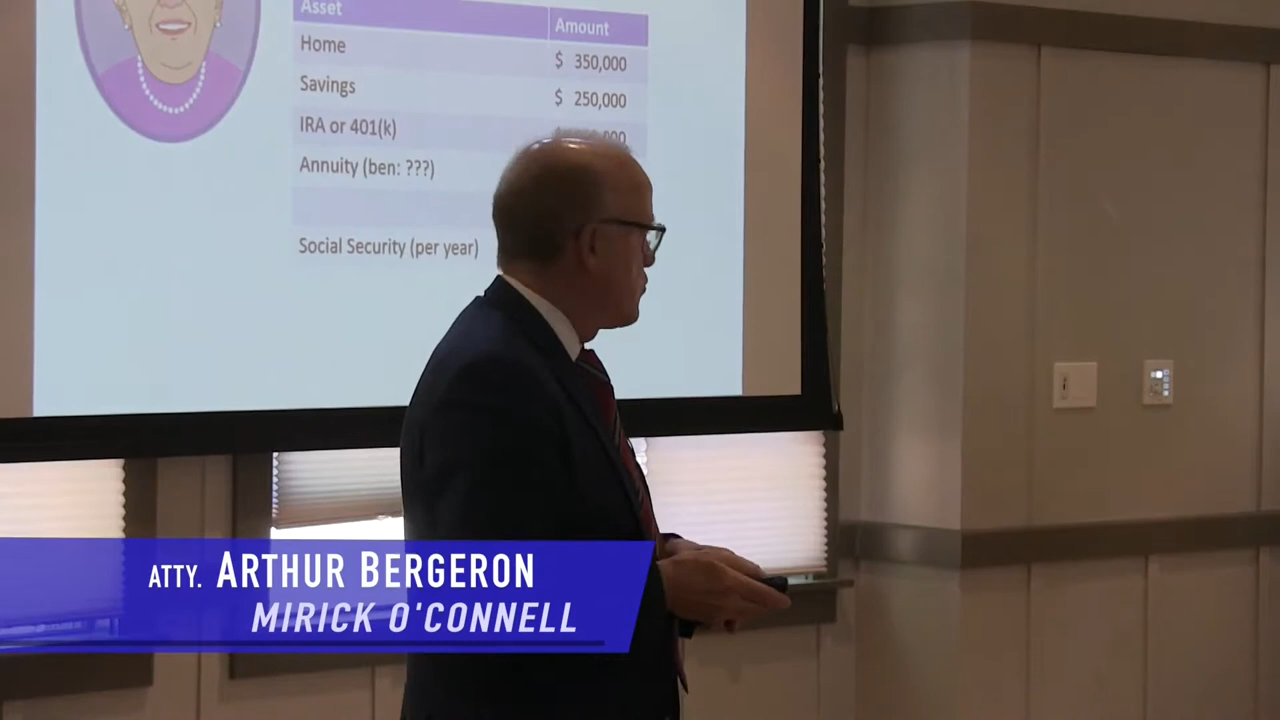 Asset Amount
Home $ 350,000
Savings $ 250,000
IRA or 401(k)
Annuity (ben: ???)
Social Security (per year)
ATTY. ARTHUR BERGERON
MIRICK O'CONNELL